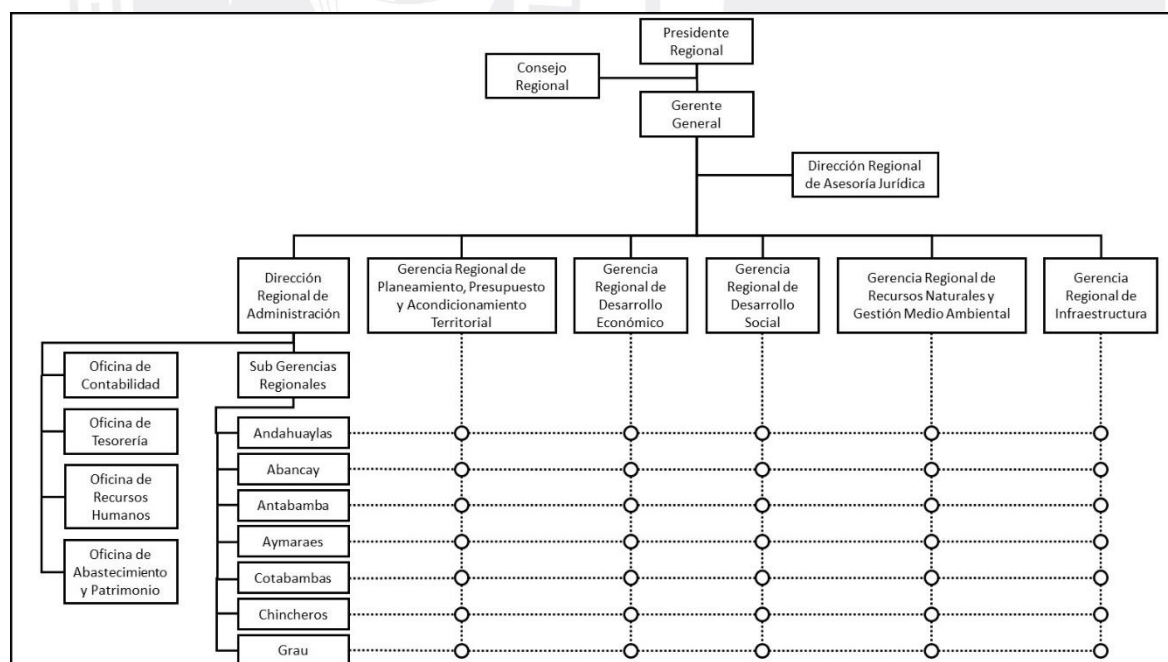 Presidente
Regional
Consejo
Regional
Gerente
General
Dirección Regional
de Asesoría Jurídica
Dirección
Regional de
Administración
Gerencia Regional de
Planeamiento, Presupuesto
y Acondicionamiento
Territorial
Gerencia
Regional de
Desarrollo
Económico
Gerencia
Regional de
Desarrollo
Social
Gerencia Regional de
Recursos Naturales y
Gestión Medio Ambiental
Gerencia
Regional de
Infraestructura
Oficina de
Contabilidad
Oficina de
Tesorería
Oficina de
Recursos
Humanos
Oficina de
Abastecimiento
y Patrimonio
Sub Gerencias
Regionales
Andahuaylas
Abancay
Antabamba
Aymaraes
Cotabambas
Chincheros
Grau